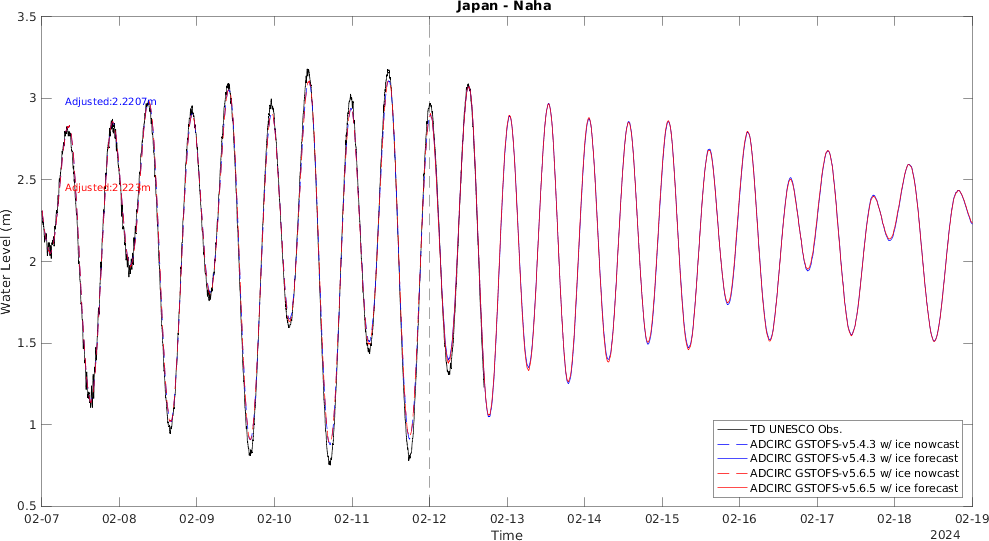 Japan - Naha
3.5
3
2.5
2
1.5
1
0.5
Water Level (m)
Adjusted:2.2207m
Adjusted:2.223m
TD UNESCO Obs.
ADCIRC GSTOFS-v5.4.3 w/ ice nowcast
ADCIRC GSTOFS-v5.4.3 w/ ice forecast
ADCIRC GSTOFS-v5.6.5 w/ ice nowcast
ADCIRC GSTOFS-v5.6.5 w/ ice forecast
02-07 02-08 02-09 02-10 02-11 02-12 02-13 02-14 02-15 02-16 02-17 02-18 02-19
Time
2024